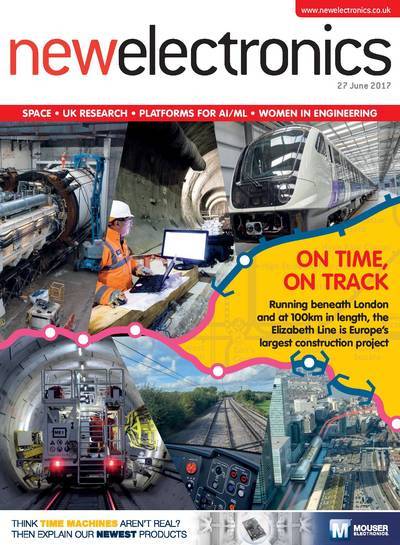 www.newelectronics.co.uk
newelectronics
27 June 2017
SPACE • UK RESEARCH • PLATFORMS FOR AI/ML • WOMEN IN ENGINEERING
ON TIME,
ON TRACK
Running beneath London
and at 100km in length, the
Elizabeth Line is Europe's
largest construction project
THINK TIME MACHINES AREN'T REAL?
THEN EXPLAIN OUR NEWEST PRODUCTS
M MOUSER
ELECTRONICS.